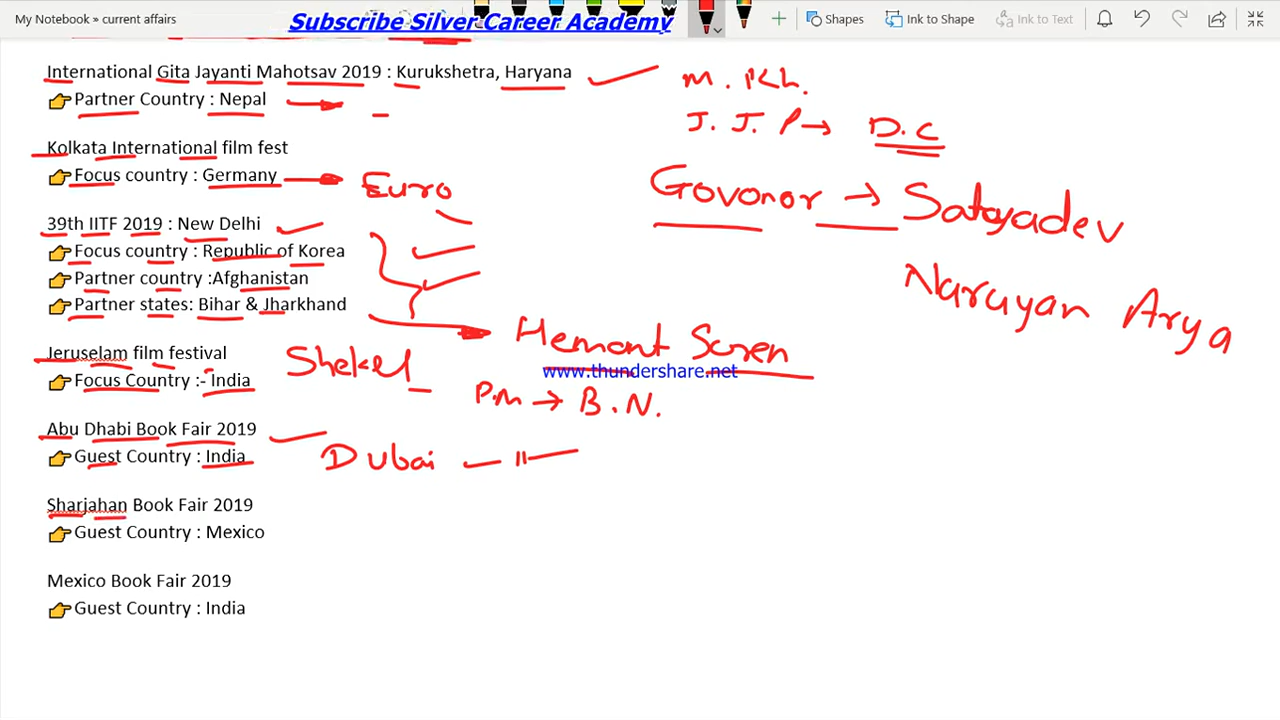 My Notebook » current affairs
Subscribe Silver Career Academy
Shapes
Ink to Shape
Ink to Text
International Gita Jayanti Mahotsav 2019 : Kurukshetra, Haryana
👉Partner Country : Nepal
M. Kh.
J. J. P → D.C
Kolkata International film fest
👉Focus country : Germany
Euro
Govonor → Satyadev
Narayan Arya
39th IITF 2019 : New Delhi
👉Focus country : Republic of Korea
👉Partner country :Afghanistan
👉Partner states: Bihar & Jharkhand
Hemant Soren
Jeruselam film festival
👉Focus Country :- India
Shekel
www.thundershare.net
P.M → B.N.
Abu Dhabi Book Fair 2019
👉Guest Country : India
Dubai — " —
Sharjahan Book Fair 2019
👉Guest Country : Mexico
Mexico Book Fair 2019
👉Guest Country : India